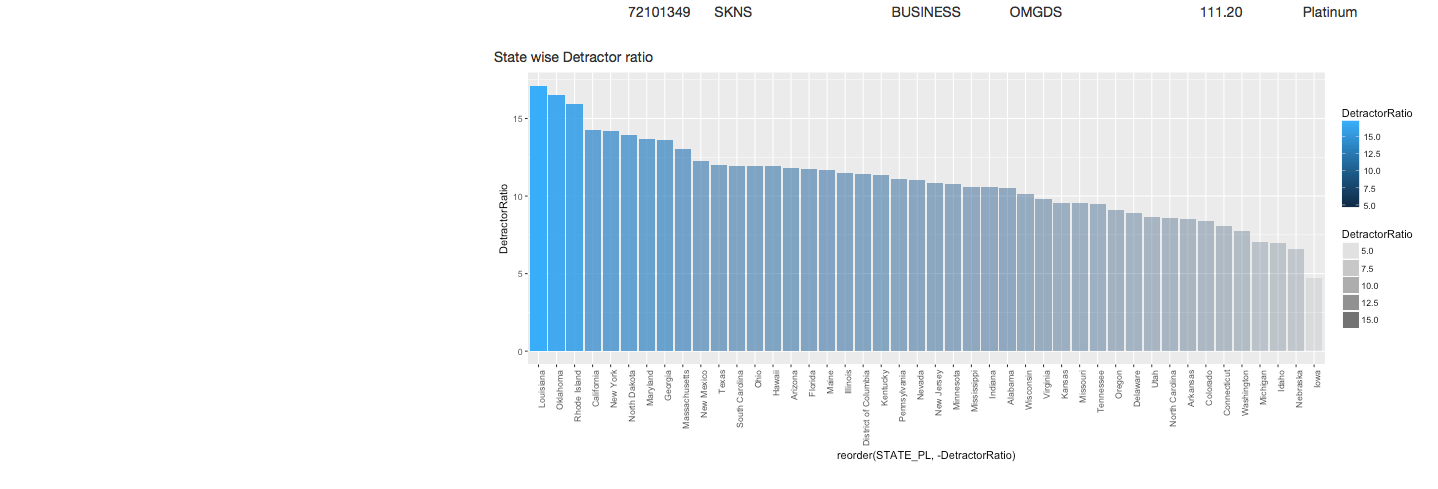 72101349 SKNS BUSINESS OMGDS 111.20 Platinum
State wise Detractor ratio
DetractorRatio
15
10
5
0
Louisiana
Oklahoma
Rhode Island
California
New York
North Dakota
Maryland
Georgia
Massachusetts
New Mexico
Texas
South Carolina
Ohio
Hawaii
Arizona
Florida
Maine
Illinois
District of Columbia
Kentucky
Pennsylvania
Nevada
New Jersey
Minnesota
Mississippi
Indiana
Alabama
Wisconsin
Virginia
Kansas
Missouri
Tennessee
Oregon
Delaware
Utah
North Carolina
Arkansas
Colorado
Connecticut
Washington
Michigan
Idaho
Nebraska
Iowa
reorder(STATE_PL, -DetractorRatio)
DetractorRatio
15.0
12.5
10.0
7.5
5.0
DetractorRatio
5.0
7.5
10.0
12.5
15.0